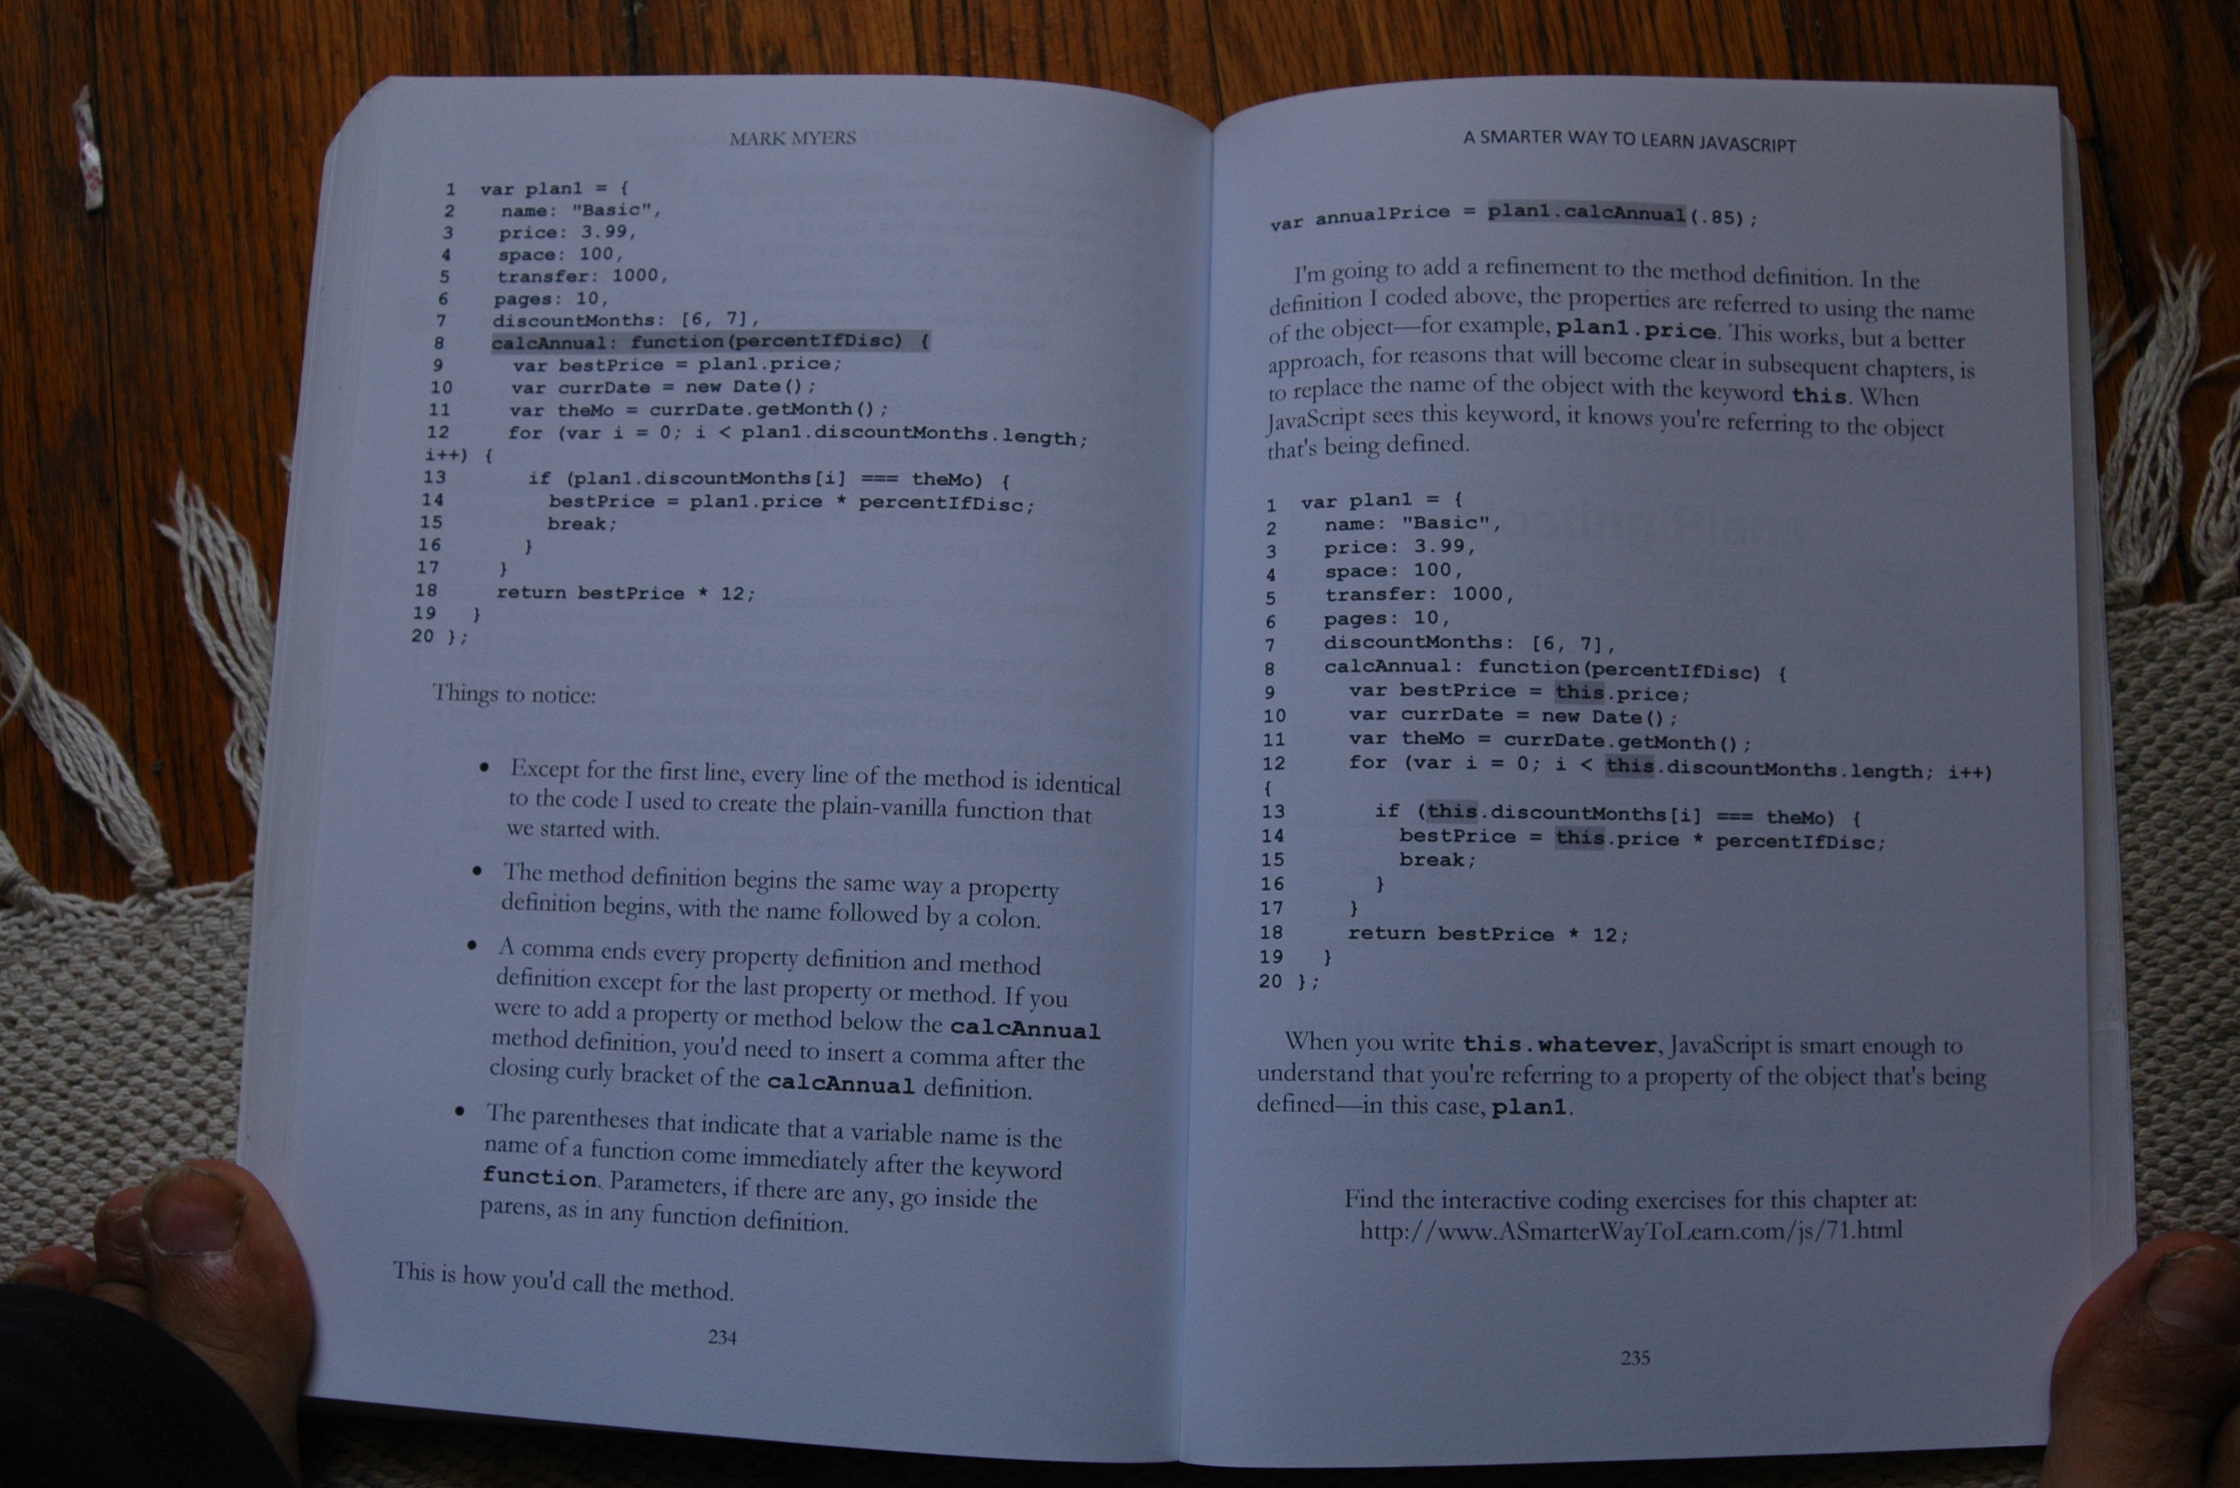 MARK MYERS
1 var plan1 = {
2 name: "Basic",
3 price: 3.99,
4 space: 100,
5 transfer: 1000,
6 pages: 10,
7 discountMonths: [6, 7],
8 calcAnnual: function(percentIfDisc) {
9 var bestPrice = plan1.price;
10 var currDate = new Date();
11 var theMo = currDate.getMonth();
12 for (var i = 0; i < plan1.discountMonths.length;
i++) {
13 if (plan1.discountMonths[i] === theMo) {
14 bestPrice = plan1.price * percentIfDisc;
15 break;
16 }
17 }
18 return bestPrice * 12;
19 }
20 };
Things to notice:
• Except for the first line, every line of the method is identical
to the code I used to create the plain-vanilla function that
we started with.
• The method definition begins the same way a property
definition begins, with the name followed by a colon.
• A comma ends every property definition and method
definition except for the last property or method. If you
were to add a property or method below the calcAnnual
method definition, you'd need to insert a comma after the
closing curly bracket of the calcAnnual definition.
• The parentheses that indicate that a variable name is the
name of a function come immediately after the keyword
function. Parameters, if there are any, go inside the
parens, as in any function definition.
This is how you'd call the method.
234
A SMARTER WAY TO LEARN JAVASCRIPT
var annualPrice = plan1.calcAnnual(.85);
I'm going to add a refinement to the method definition. In the
definition I coded above, the properties are referred to using the name
of the object—for example, plan1.price. This works, but a better
approach, for reasons that will become clear in subsequent chapters, is
to replace the name of the object with the keyword this. When
JavaScript sees this keyword, it knows you're referring to the object
that's being defined.
1 var plan1 = {
2 name: "Basic",
3 price: 3.99,
4 space: 100,
5 transfer: 1000,
6 pages: 10,
7 discountMonths: [6, 7],
8 calcAnnual: function(percentIfDisc) {
9 var bestPrice = this.price;
10 var currDate = new Date();
11 var theMo = currDate.getMonth();
12 for (var i = 0; i < this.discountMonths.length; i++)
{
13 if (this.discountMonths[i] === theMo) {
14 bestPrice = this.price * percentIfDisc;
15 break;
16 }
17 }
18 return bestPrice * 12;
19 }
20 };
When you write this.whatever, JavaScript is smart enough to
understand that you're referring to a property of the object that's being
defined—in this case, plan1.
Find the interactive coding exercises for this chapter at:
http://www.ASmarterWayToLearn.com/js/71.html
235